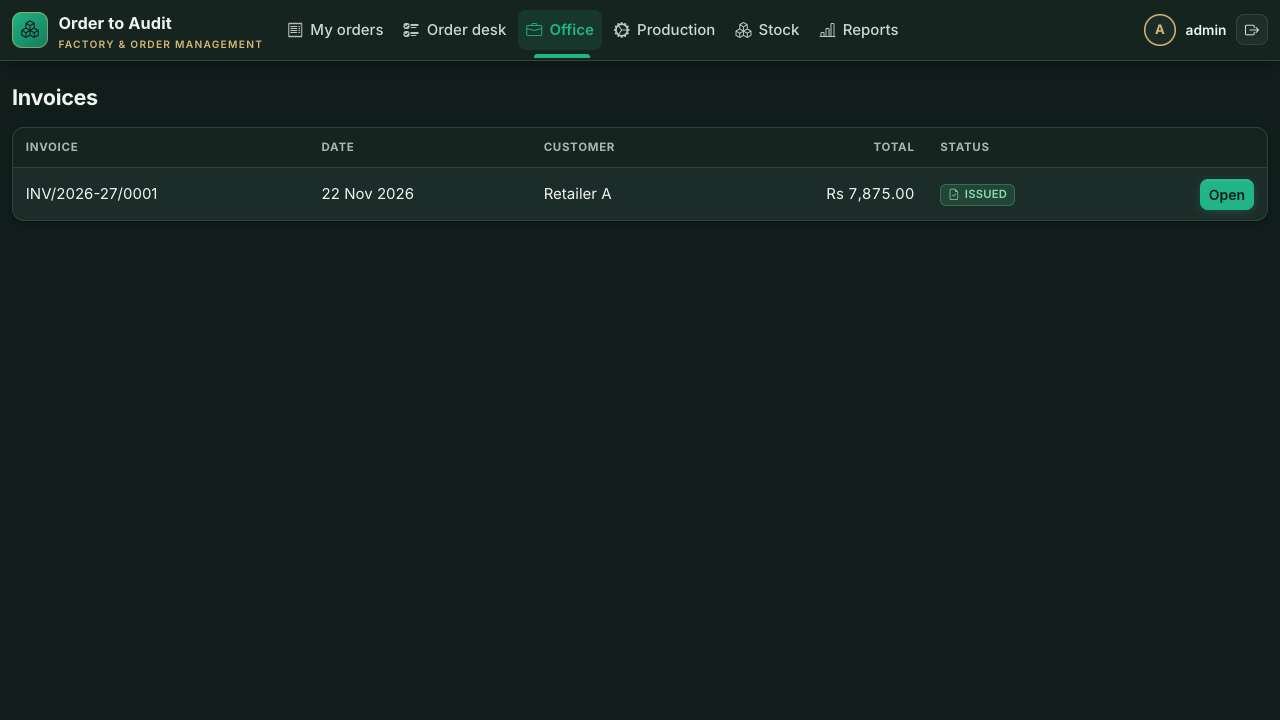 Order to Audit
FACTORY & ORDER MANAGEMENT
My orders
Order desk
Office
Production
Stock
Reports
A
admin
Invoices
INVOICE DATE CUSTOMER TOTAL STATUS
INV/2026-27/0001 22 Nov 2026 Retailer A Rs 7,875.00 ISSUED Open